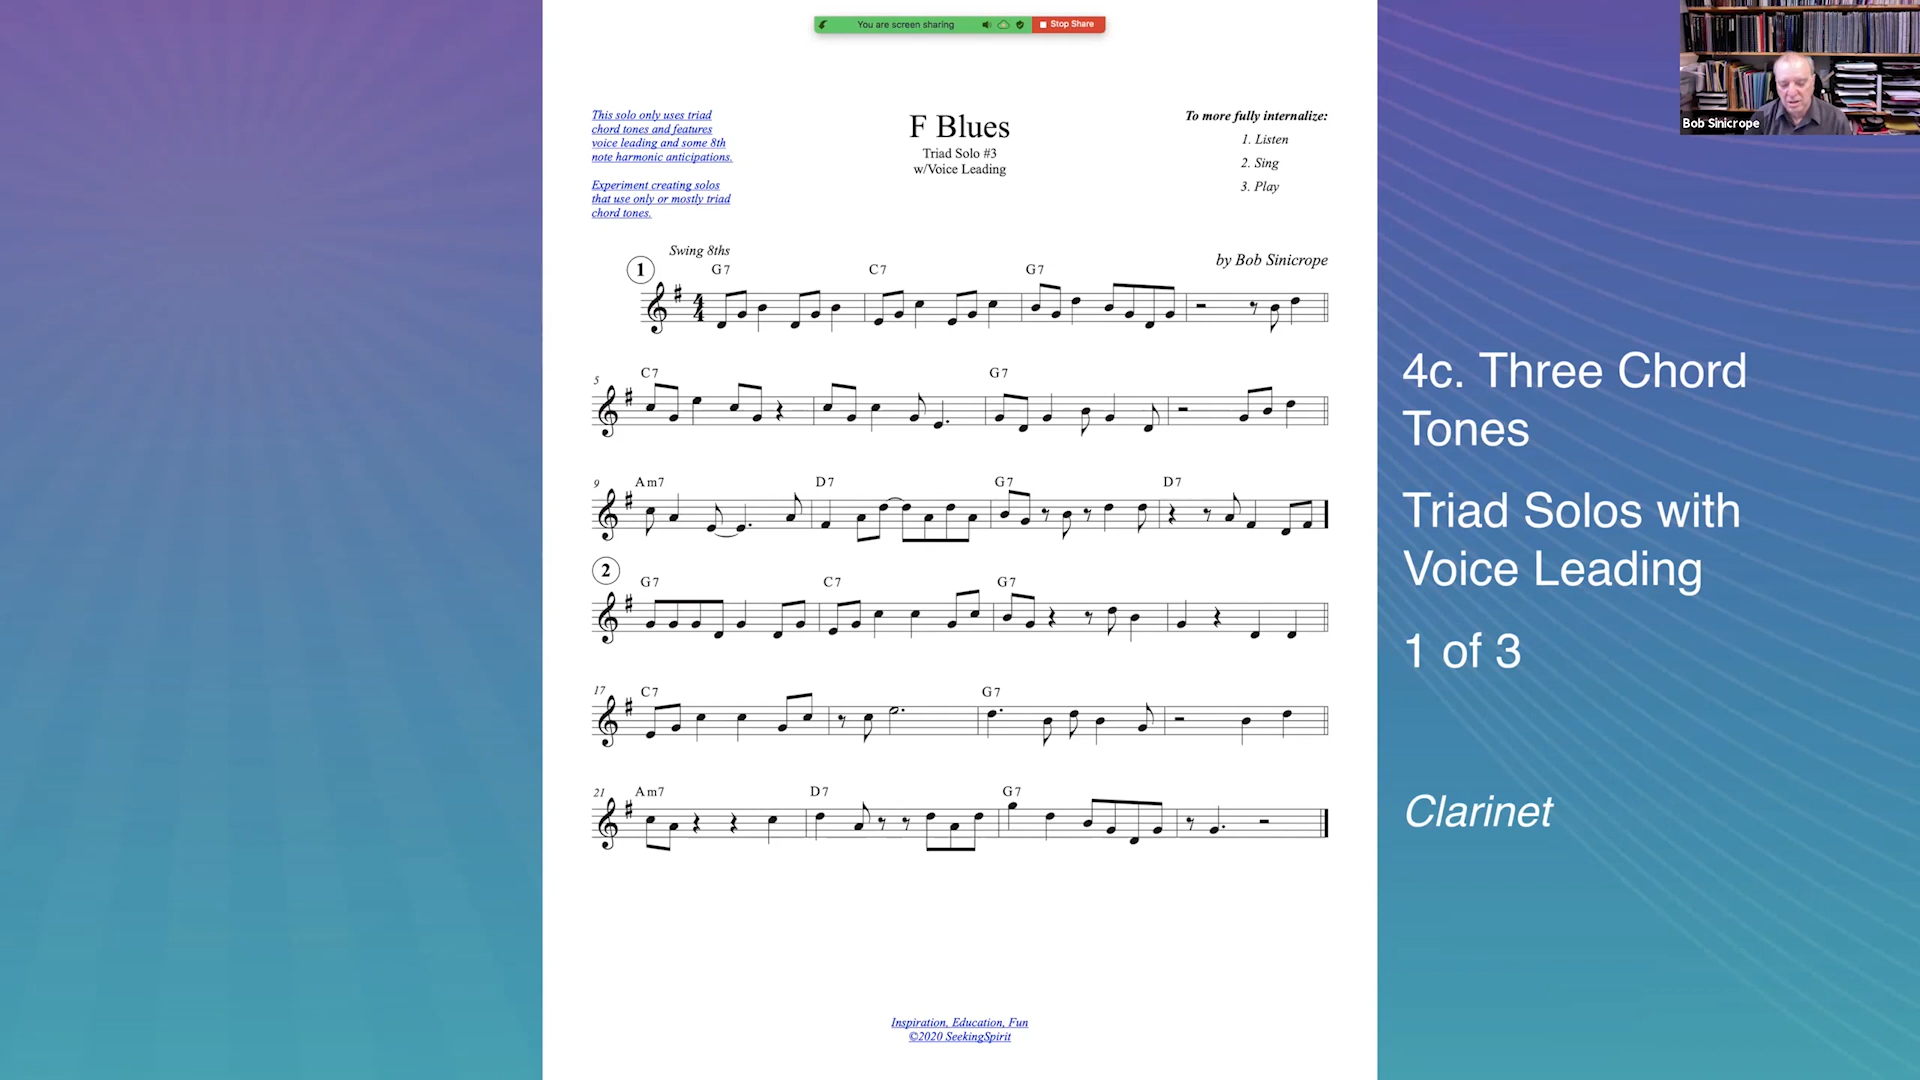 You are screen sharing
Stop Share
Bob Sinicrope
This solo only uses triad
chord tones and features
voice leading and some 8th
note harmonic anticipations.
Experiment creating solos
that use only or mostly triad
chord tones.
F Blues
Triad Solo #3
w/Voice Leading
To more fully internalize:
1. Listen
2. Sing
3. Play
Swing 8ths
by Bob Sinicrope
1
G7 C7 G7
4
4
5
C7 G7
9
Am7 D7 G7 D7
2
G7 C7 G7
17
C7 G7
21
Am7 D7 G7
Inspiration, Education, Fun
©2020 SeekingSpirit
4c. Three Chord
Tones
Triad Solos with
Voice Leading
1 of 3
Clarinet